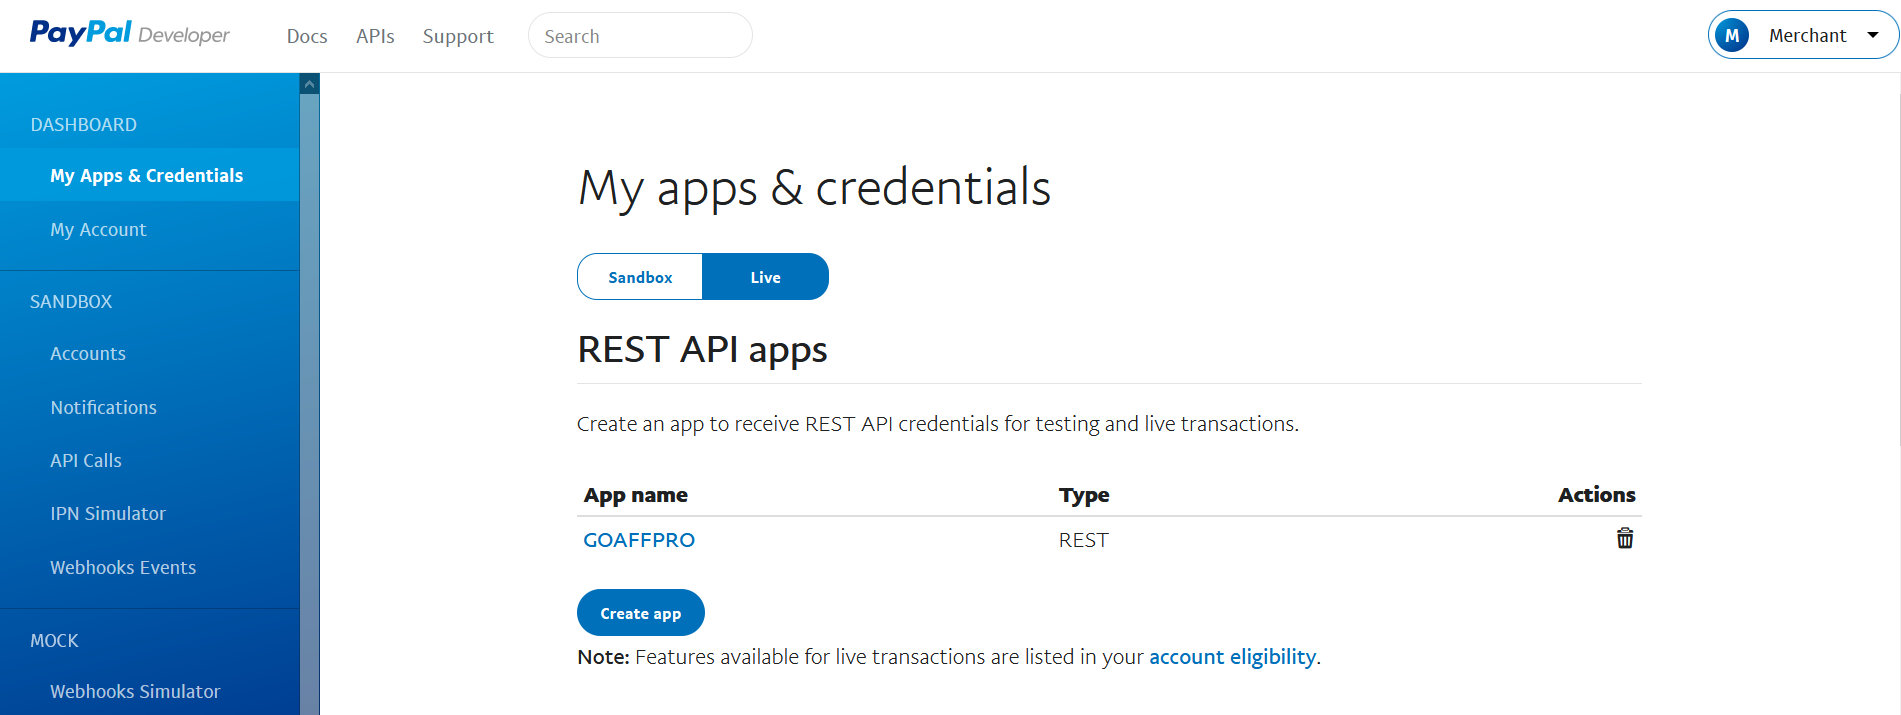 PayPal Developer
Docs APIs Support Search
M Merchant
DASHBOARD
My Apps & Credentials
My Account
SANDBOX
Accounts
Notifications
API Calls
IPN Simulator
Webhooks Events
MOCK
Webhooks Simulator
My apps & credentials
Sandbox Live
REST API apps
Create an app to receive REST API credentials for testing and live transactions.
App name Type Actions
GOAFFPRO REST
Create app
Note: Features available for live transactions are listed in your account eligibility.